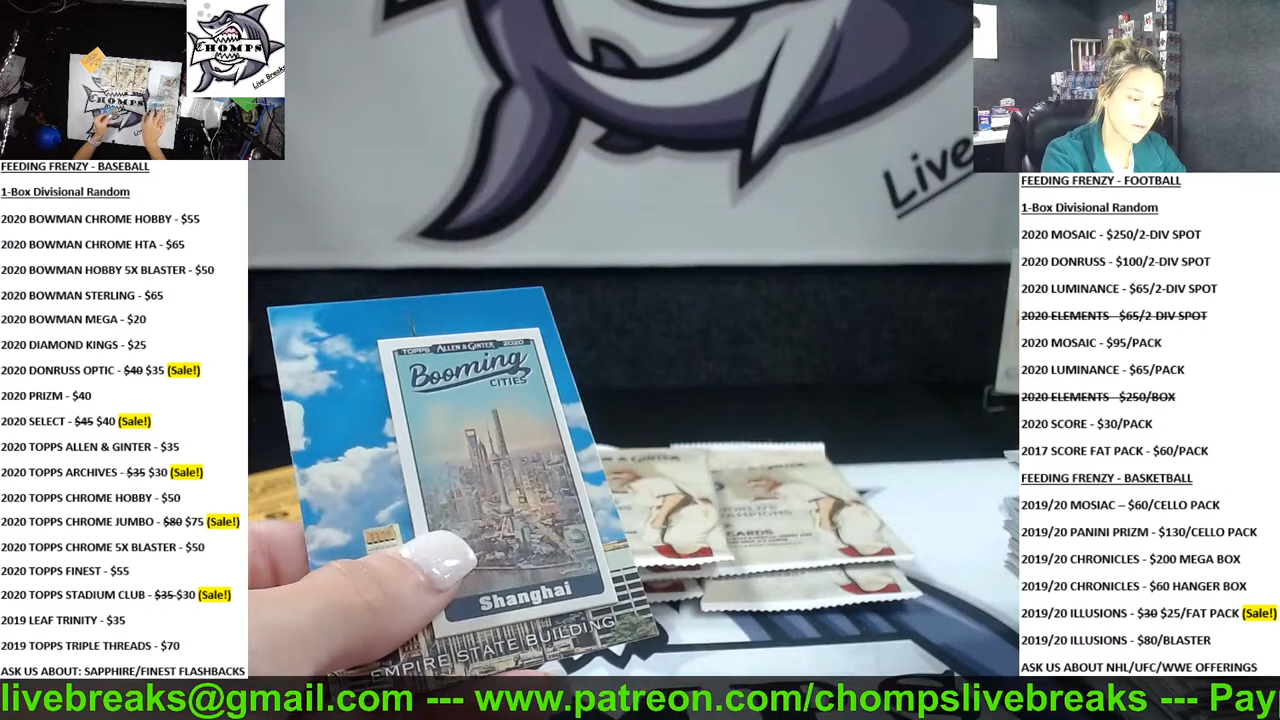 CHOMPS
Live Breaks
CHOMPS
FEEDING FRENZY - BASEBALL
1-Box Divisional Random
2020 BOWMAN CHROME HOBBY - $55
2020 BOWMAN CHROME HTA - $65
2020 BOWMAN HOBBY 5X BLASTER - $50
2020 BOWMAN STERLING - $65
2020 BOWMAN MEGA - $20
2020 DIAMOND KINGS - $25
2020 DONRUSS OPTIC - $40 $35 (Sale!)
2020 PRIZM - $40
2020 SELECT - $45 $40 (Sale!)
2020 TOPPS ALLEN & GINTER - $35
2020 TOPPS ARCHIVES - $35 $30 (Sale!)
2020 TOPPS CHROME HOBBY - $50
2020 TOPPS CHROME JUMBO - $80 $75 (Sale!)
2020 TOPPS CHROME 5X BLASTER - $50
2020 TOPPS FINEST - $55
2020 TOPPS STADIUM CLUB - $35 $30 (Sale!)
2019 LEAF TRINITY - $35
2019 TOPPS TRIPLE THREADS - $70
ASK US ABOUT: SAPPHIRE/FINEST FLASHBACKS
Live
TOPPS ALLEN & GINTER 2020
Booming
CITIES
Shanghai
EMPIRE STATE BUILDING
CARDS
FEEDING FRENZY - FOOTBALL
1-Box Divisional Random
2020 MOSAIC - $250/2-DIV SPOT
2020 DONRUSS - $100/2-DIV SPOT
2020 LUMINANCE - $65/2-DIV SPOT
2020 ELEMENTS - $65/2-DIV SPOT
2020 MOSAIC - $95/PACK
2020 LUMINANCE - $65/PACK
2020 ELEMENTS - $250/BOX
2020 SCORE - $30/PACK
2017 SCORE FAT PACK - $60/PACK
FEEDING FRENZY - BASKETBALL
2019/20 MOSIAC – $60/CELLO PACK
2019/20 PANINI PRIZM - $130/CELLO PACK
2019/20 CHRONICLES - $200 MEGA BOX
2019/20 CHRONICLES - $60 HANGER BOX
2019/20 ILLUSIONS - $30 $25/FAT PACK (Sale!)
2019/20 ILLUSIONS - $80/BLASTER
ASK US ABOUT NHL/UFC/WWE OFFERINGS
livebreaks@gmail.com --- www.patreon.com/chompslivebreaks --- Pay